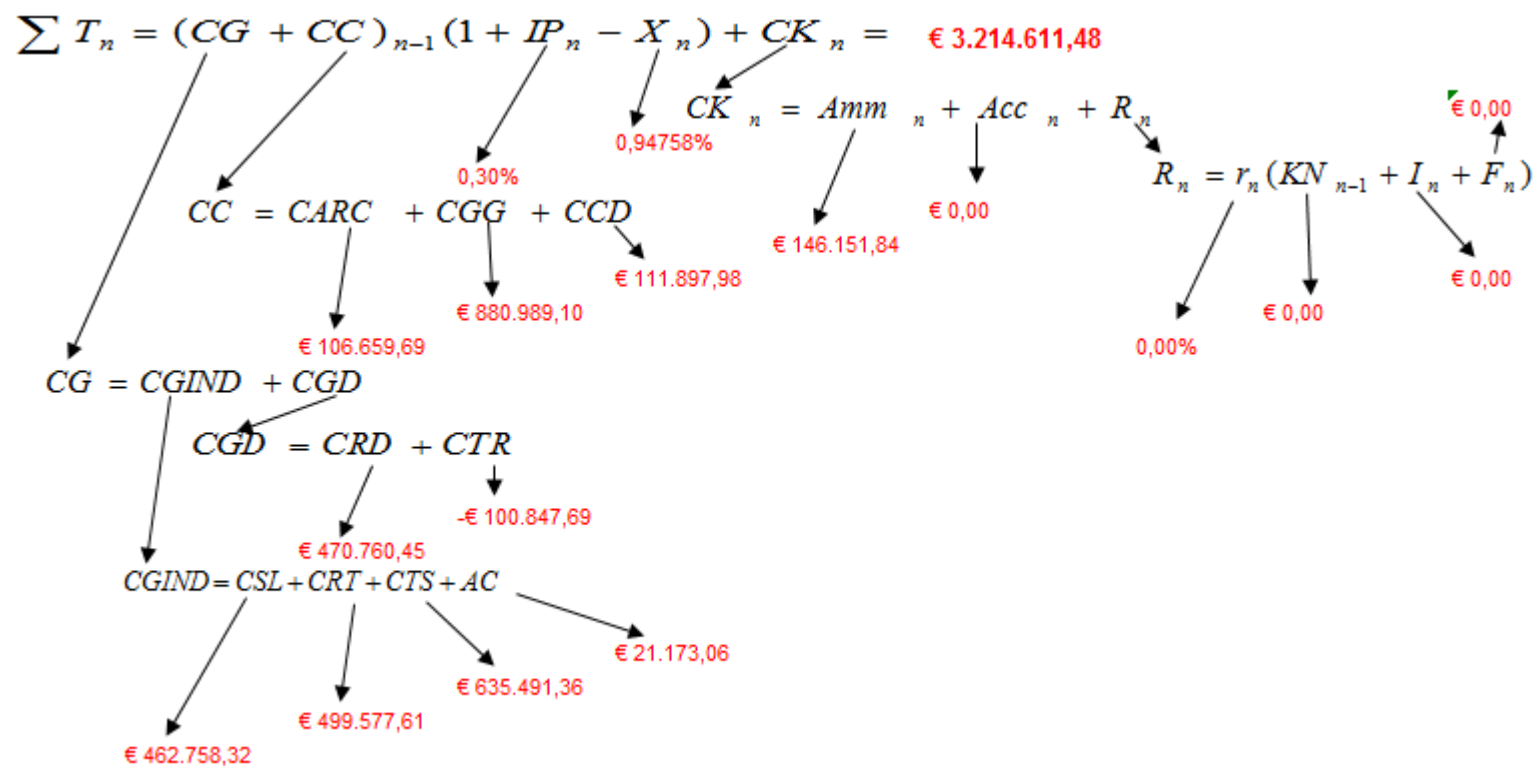 ∑ Tₙ = (CG + CC)ₙ₋₁ (1 + IPₙ − Xₙ) + CKₙ = € 3.214.611,48
CKₙ = Ammₙ + Accₙ + Rₙ
€ 0,00
0,94758%
0,30%
Rₙ = rₙ (KNₙ₋₁ + Iₙ + Fₙ)
CC = CARC + CGG + CCD
€ 0,00
€ 146.151,84
€ 111.897,98
€ 0,00
€ 880.989,10
€ 0,00
€ 106.659,69
0,00%
CG = CGIND + CGD
CGD = CRD + CTR
-€ 100.847,69
€ 470.760,45
CGIND = CSL + CRT + CTS + AC
€ 21.173,06
€ 635.491,36
€ 499.577,61
€ 462.758,32